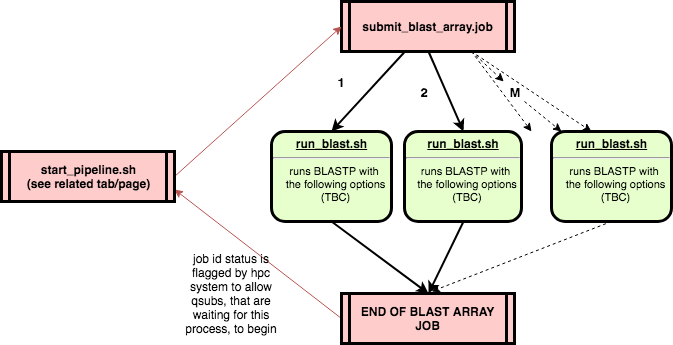 submit_blast_array.job
1
2
M
run_blast.sh
runs BLASTP with
the following options
(TBC)
run_blast.sh
runs BLASTP with
the following options
(TBC)
run_blast.sh
runs BLASTP with
the following options
(TBC)
start_pipeline.sh
(see related tab/page)
job id status is
flagged by hpc
system to allow
qsubs, that are
waiting for this
process, to begin
END OF BLAST ARRAY
JOB